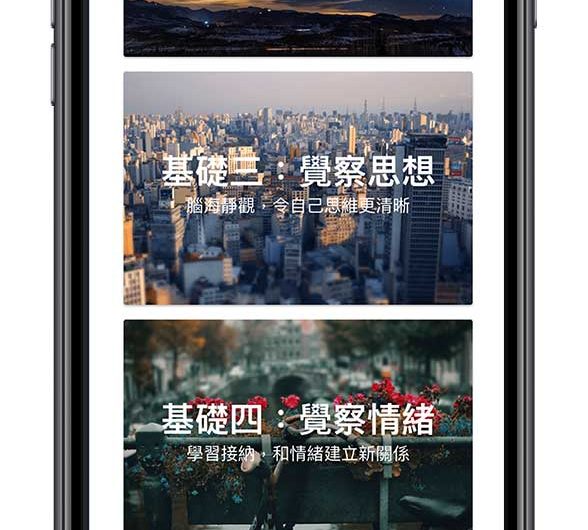 基礎三：覺察思想
腦海靜觀，令自己思維更清晰
基礎四：覺察情緒
學習接納，和情緒建立新關係